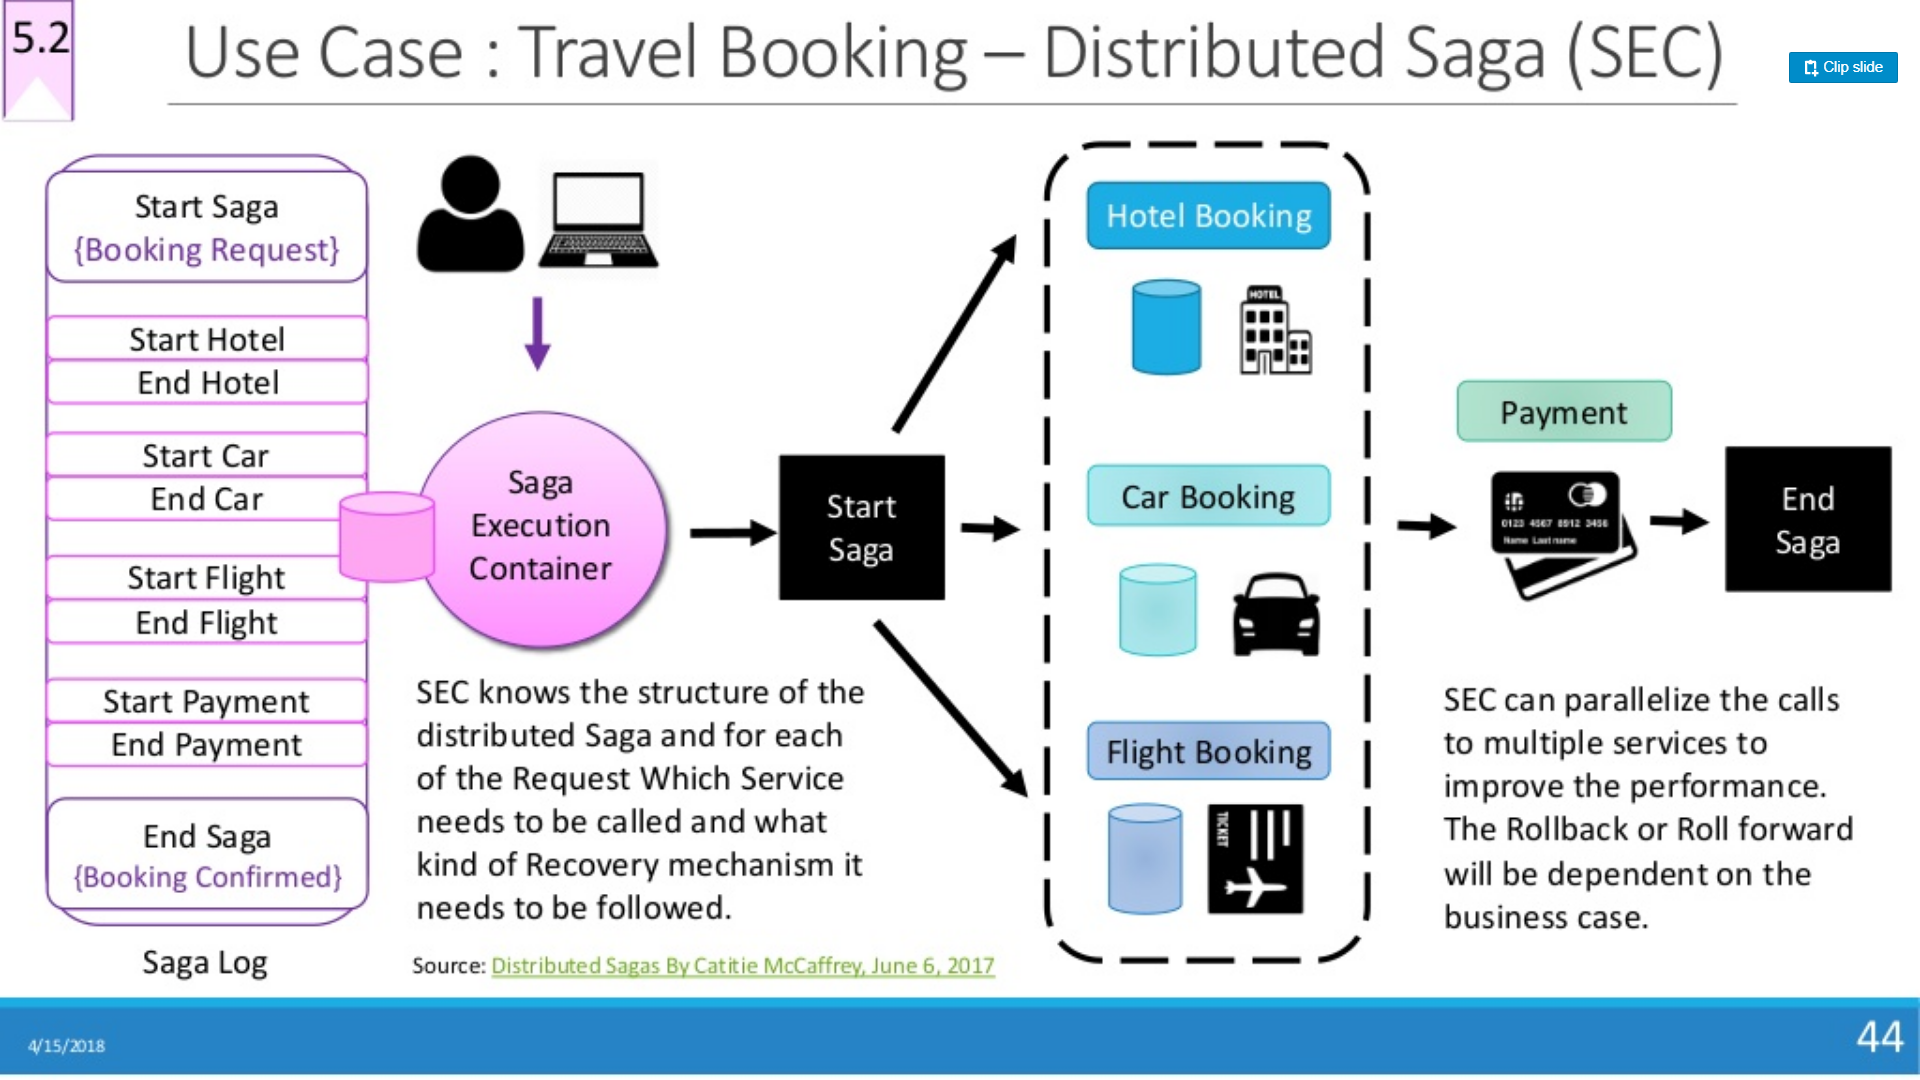 5.2
Use Case : Travel Booking – Distributed Saga (SEC)
Clip slide
Start Saga
{Booking Request}
Start Hotel
End Hotel
Start Car
End Car
Start Flight
End Flight
Start Payment
End Payment
End Saga
{Booking Confirmed}
Saga Log
Saga
Execution
Container
SEC knows the structure of the
distributed Saga and for each
of the Request Which Service
needs to be called and what
kind of Recovery mechanism it
needs to be followed.
Source: Distributed Sagas By Catitie McCaffrey, June 6, 2017
Start
Saga
Hotel Booking
HOTEL
Car Booking
Flight Booking
TICKET
Payment
0123 4567 8912 3456
Name Lastname
End
Saga
SEC can parallelize the calls
to multiple services to
improve the performance.
The Rollback or Roll forward
will be dependent on the
business case.
4/15/2018
44